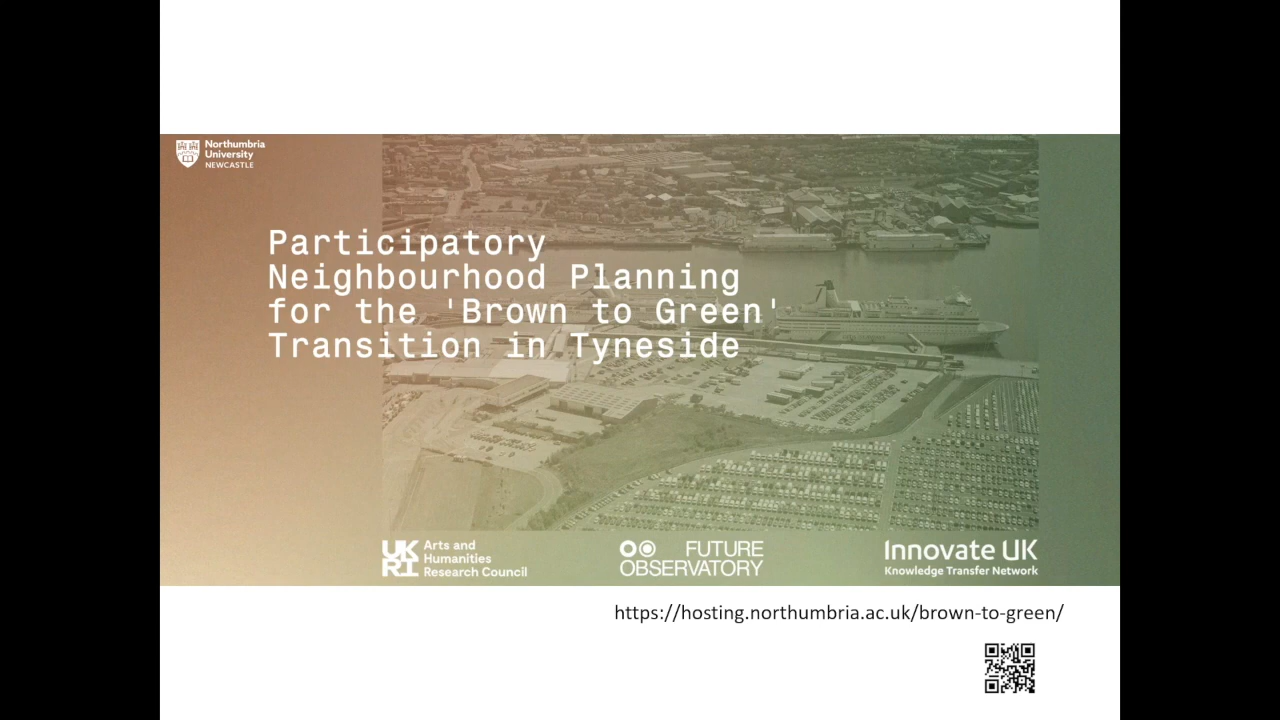 Northumbria
University
NEWCASTLE
Participatory
Neighbourhood Planning
for the 'Brown to Green'
Transition in Tyneside
UK
RI
Arts and
Humanities
Research Council
FUTURE
OBSERVATORY
Innovate UK
Knowledge Transfer Network
https://hosting.northumbria.ac.uk/brown-to-green/